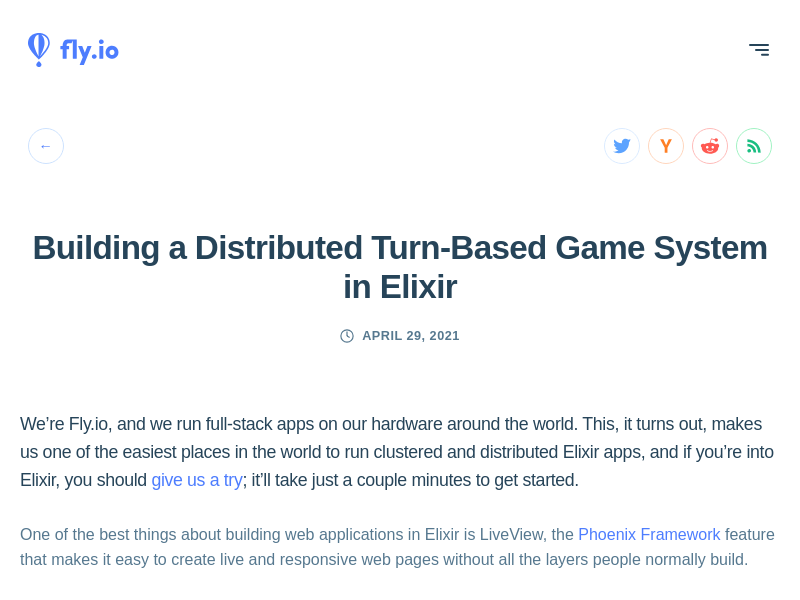 fly.io
←
Building a Distributed Turn-Based Game System
in Elixir
APRIL 29, 2021
We’re Fly.io, and we run full-stack apps on our hardware around the world. This, it turns out, makes
us one of the easiest places in the world to run clustered and distributed Elixir apps, and if you’re into
Elixir, you should give us a try; it’ll take just a couple minutes to get started.
One of the best things about building web applications in Elixir is LiveView, the Phoenix Framework feature
that makes it easy to create live and responsive web pages without all the layers people normally build.